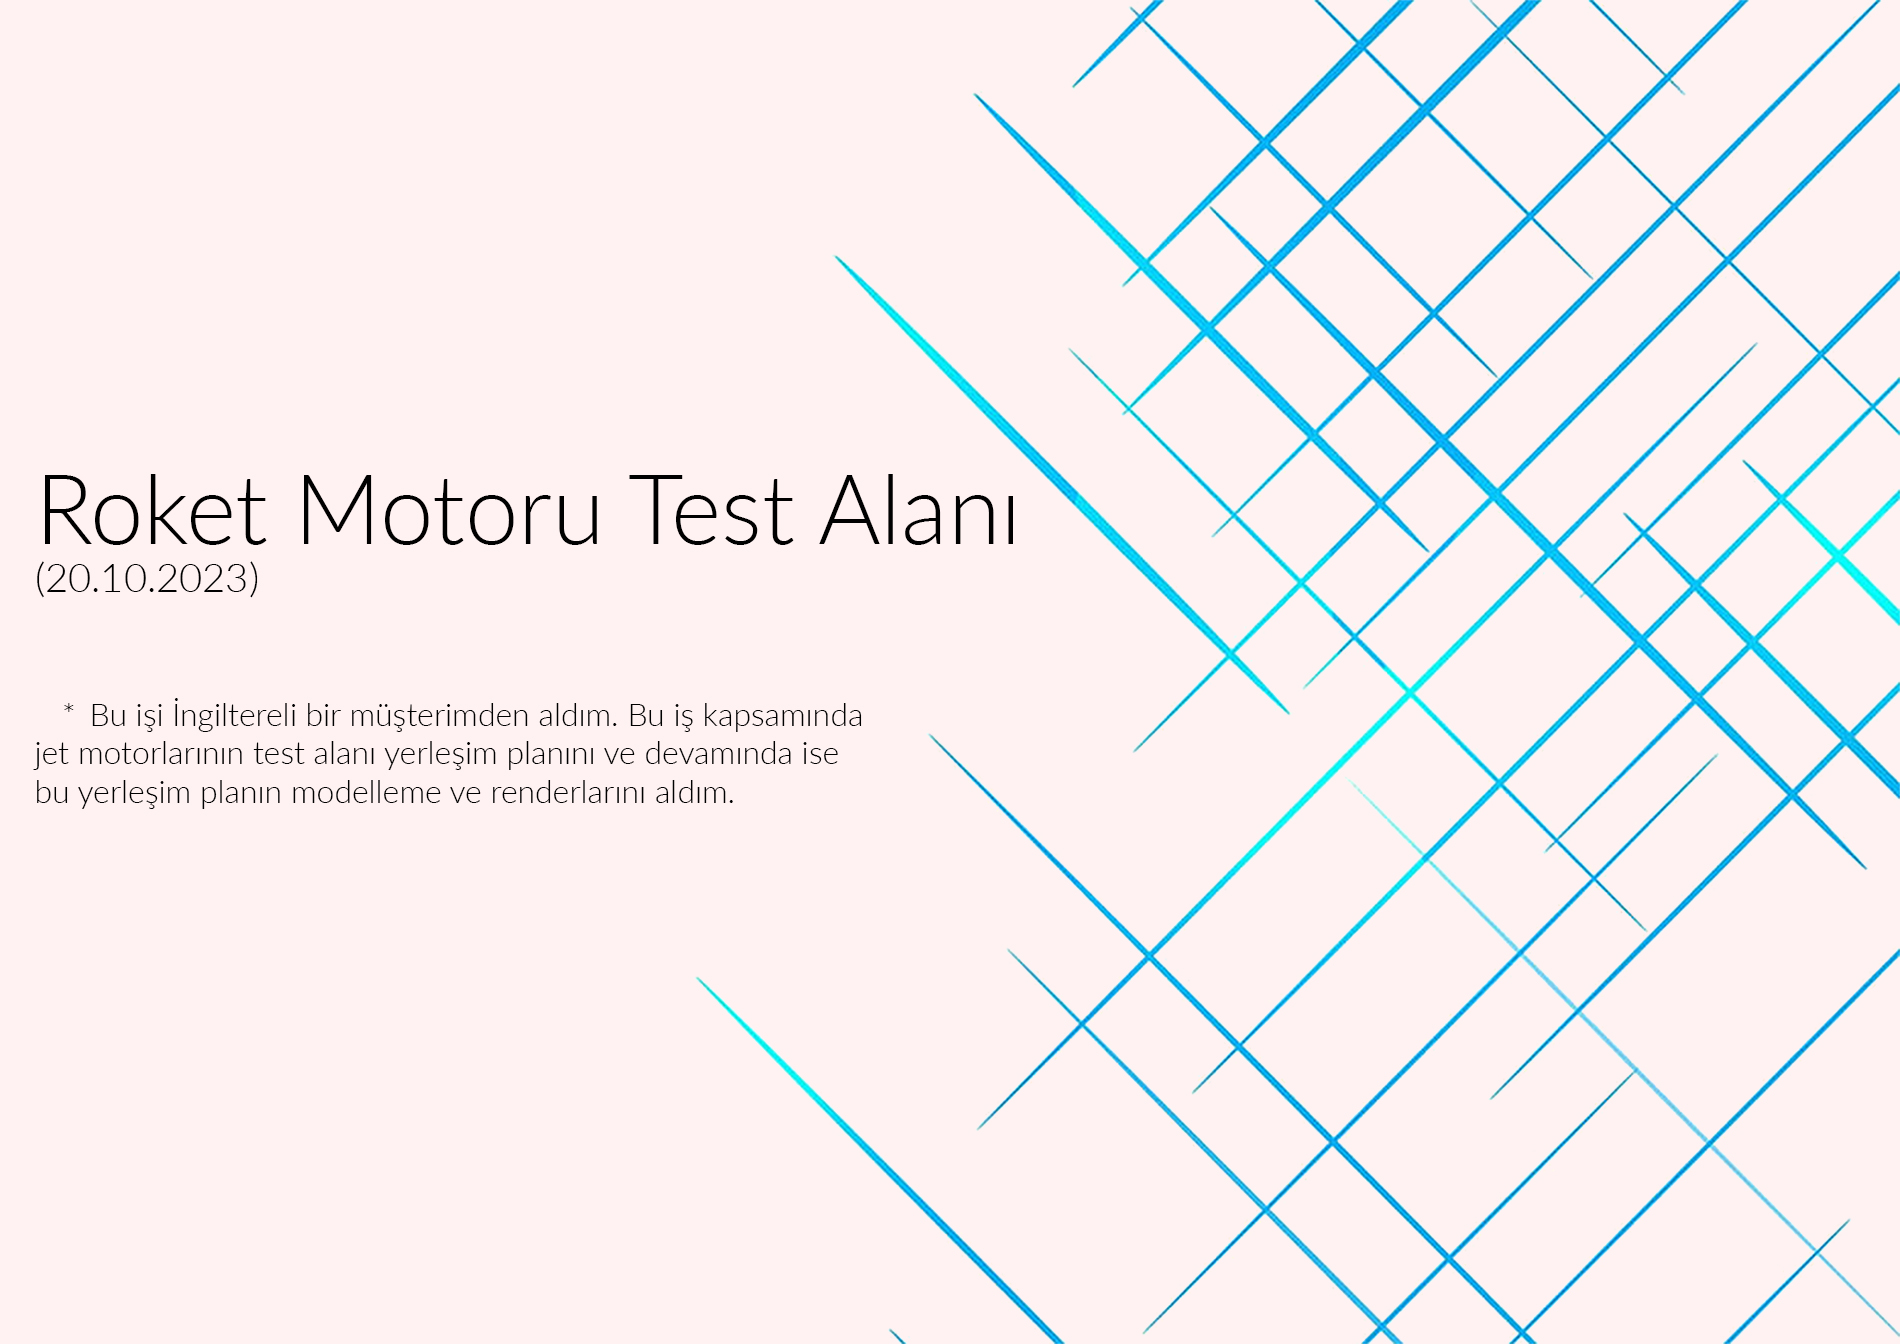 Roket Motoru Test Alanı
(20.10.2023)
* Bu işi İngiltereli bir müşterimden aldım. Bu iş kapsamında
jet motorlarının test alanı yerleşim planını ve devamında ise
bu yerleşim planın modelleme ve renderlarını aldım.